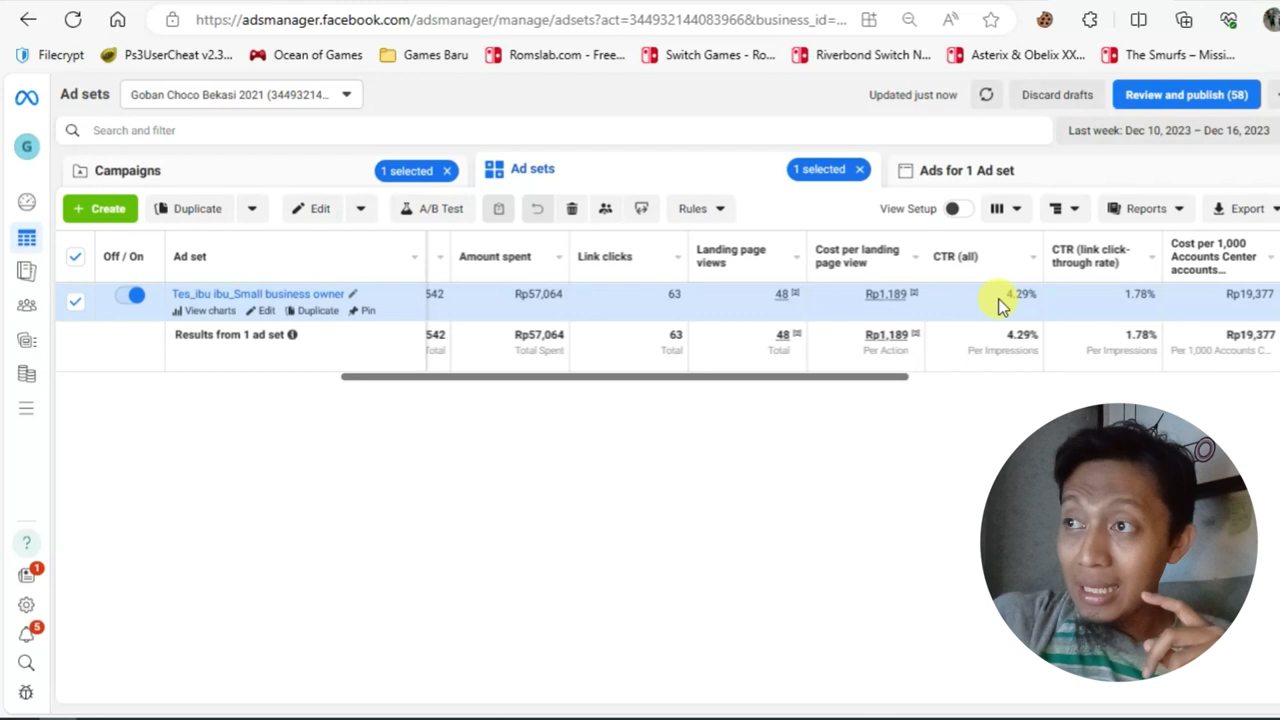 https://adsmanager.facebook.com/adsmanager/manage/adsets?act=344932144083966&business_id=...
Filecrypt
Ps3UserCheat v2.3...
Ocean of Games
Games Baru
Romslab.com - Free...
Switch Games - Ro...
Riverbond Switch N...
Asterix & Obelix XX...
The Smurfs – Missi...
Ad sets
Goban Choco Bekasi 2021 (34493214...
Updated just now
Discard drafts
Review and publish (58)
G
Search and filter
Last week: Dec 10, 2023 – Dec 16, 2023
Campaigns
1 selected ×
Ad sets
1 selected ×
Ads for 1 Ad set
+ Create
Duplicate
Edit
A/B Test
Rules
View Setup
Reports
Export
Off / On
Ad set
Amount spent
Link clicks
Landing page views
Cost per landing page view
CTR (all)
CTR (link click-through rate)
Cost per 1,000 Accounts Center accounts...
Tes_ibu ibu_Small business owner
542
Rp57,064
63
48 [2]
Rp1,189 [2]
4.29%
1.78%
Rp19,377
View charts
Edit
Duplicate
Pin
Results from 1 ad set
542
Rp57,064
63
48 [2]
Rp1,189 [2]
4.29%
1.78%
Rp19,377
Total
Total Spent
Total
Total
Per Action
Per Impressions
Per Impressions
Per 1,000 Accounts C...
?
1
5